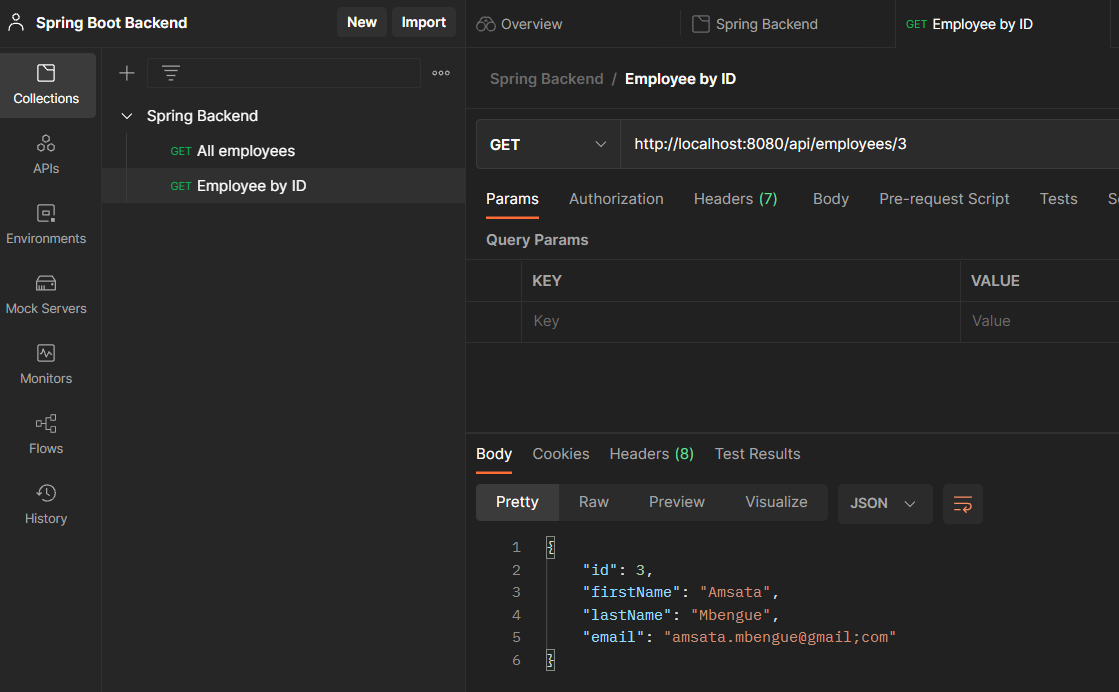 Spring Boot Backend
New
Import
Overview
Spring Backend
GET Employee by ID
Collections
APIs
Environments
Mock Servers
Monitors
Flows
History
Spring Backend
GET All employees
GET Employee by ID
Spring Backend / Employee by ID
GET
http://localhost:8080/api/employees/3
Params Authorization Headers (7) Body Pre-request Script Tests
Query Params
KEY VALUE
Key Value
Body Cookies Headers (8) Test Results
Pretty Raw Preview Visualize JSON
1 {
2 "id": 3,
3 "firstName": "Amsata",
4 "lastName": "Mbengue",
5 "email": "amsata.mbengue@gmail;com"
6 }